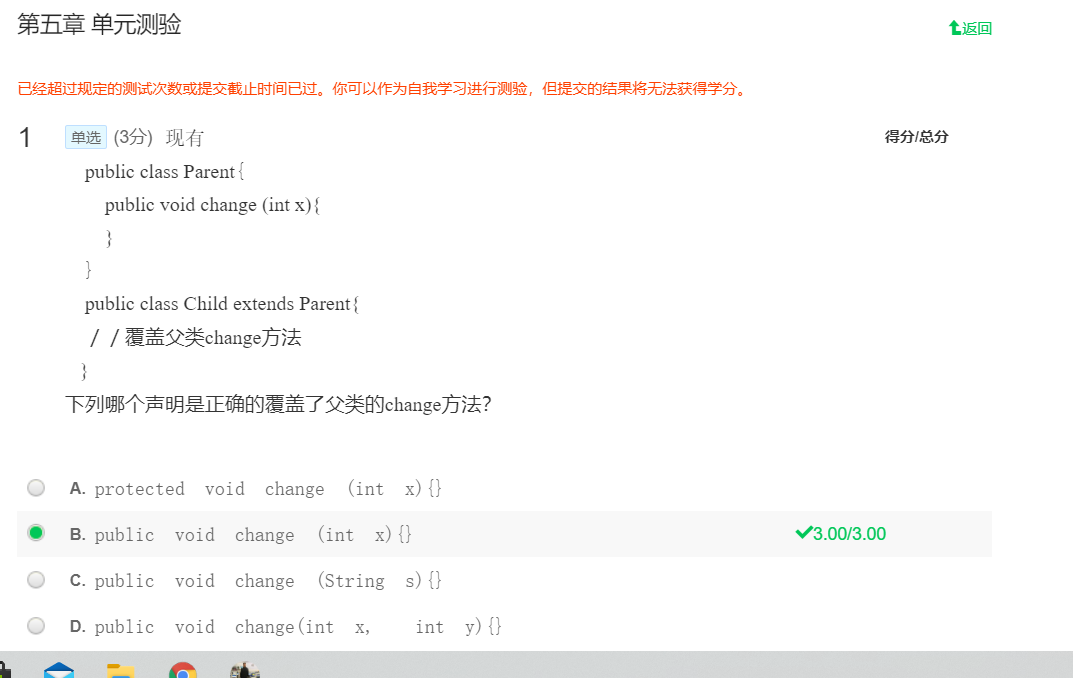 第五章 单元测验
返回
已经超过规定的测试次数或提交截止时间已过。你可以作为自我学习进行测验，但提交的结果将无法获得学分。
1 单选 (3分) 现有 得分/总分
public class Parent{
public void change (int x){
}
}
public class Child extends Parent{
//覆盖父类change方法
}
下列哪个声明是正确的覆盖了父类的change方法?
A. protected void change (int x){}
B. public void change (int x){} 3.00/3.00
C. public void change (String s){}
D. public void change(int x, int y){}